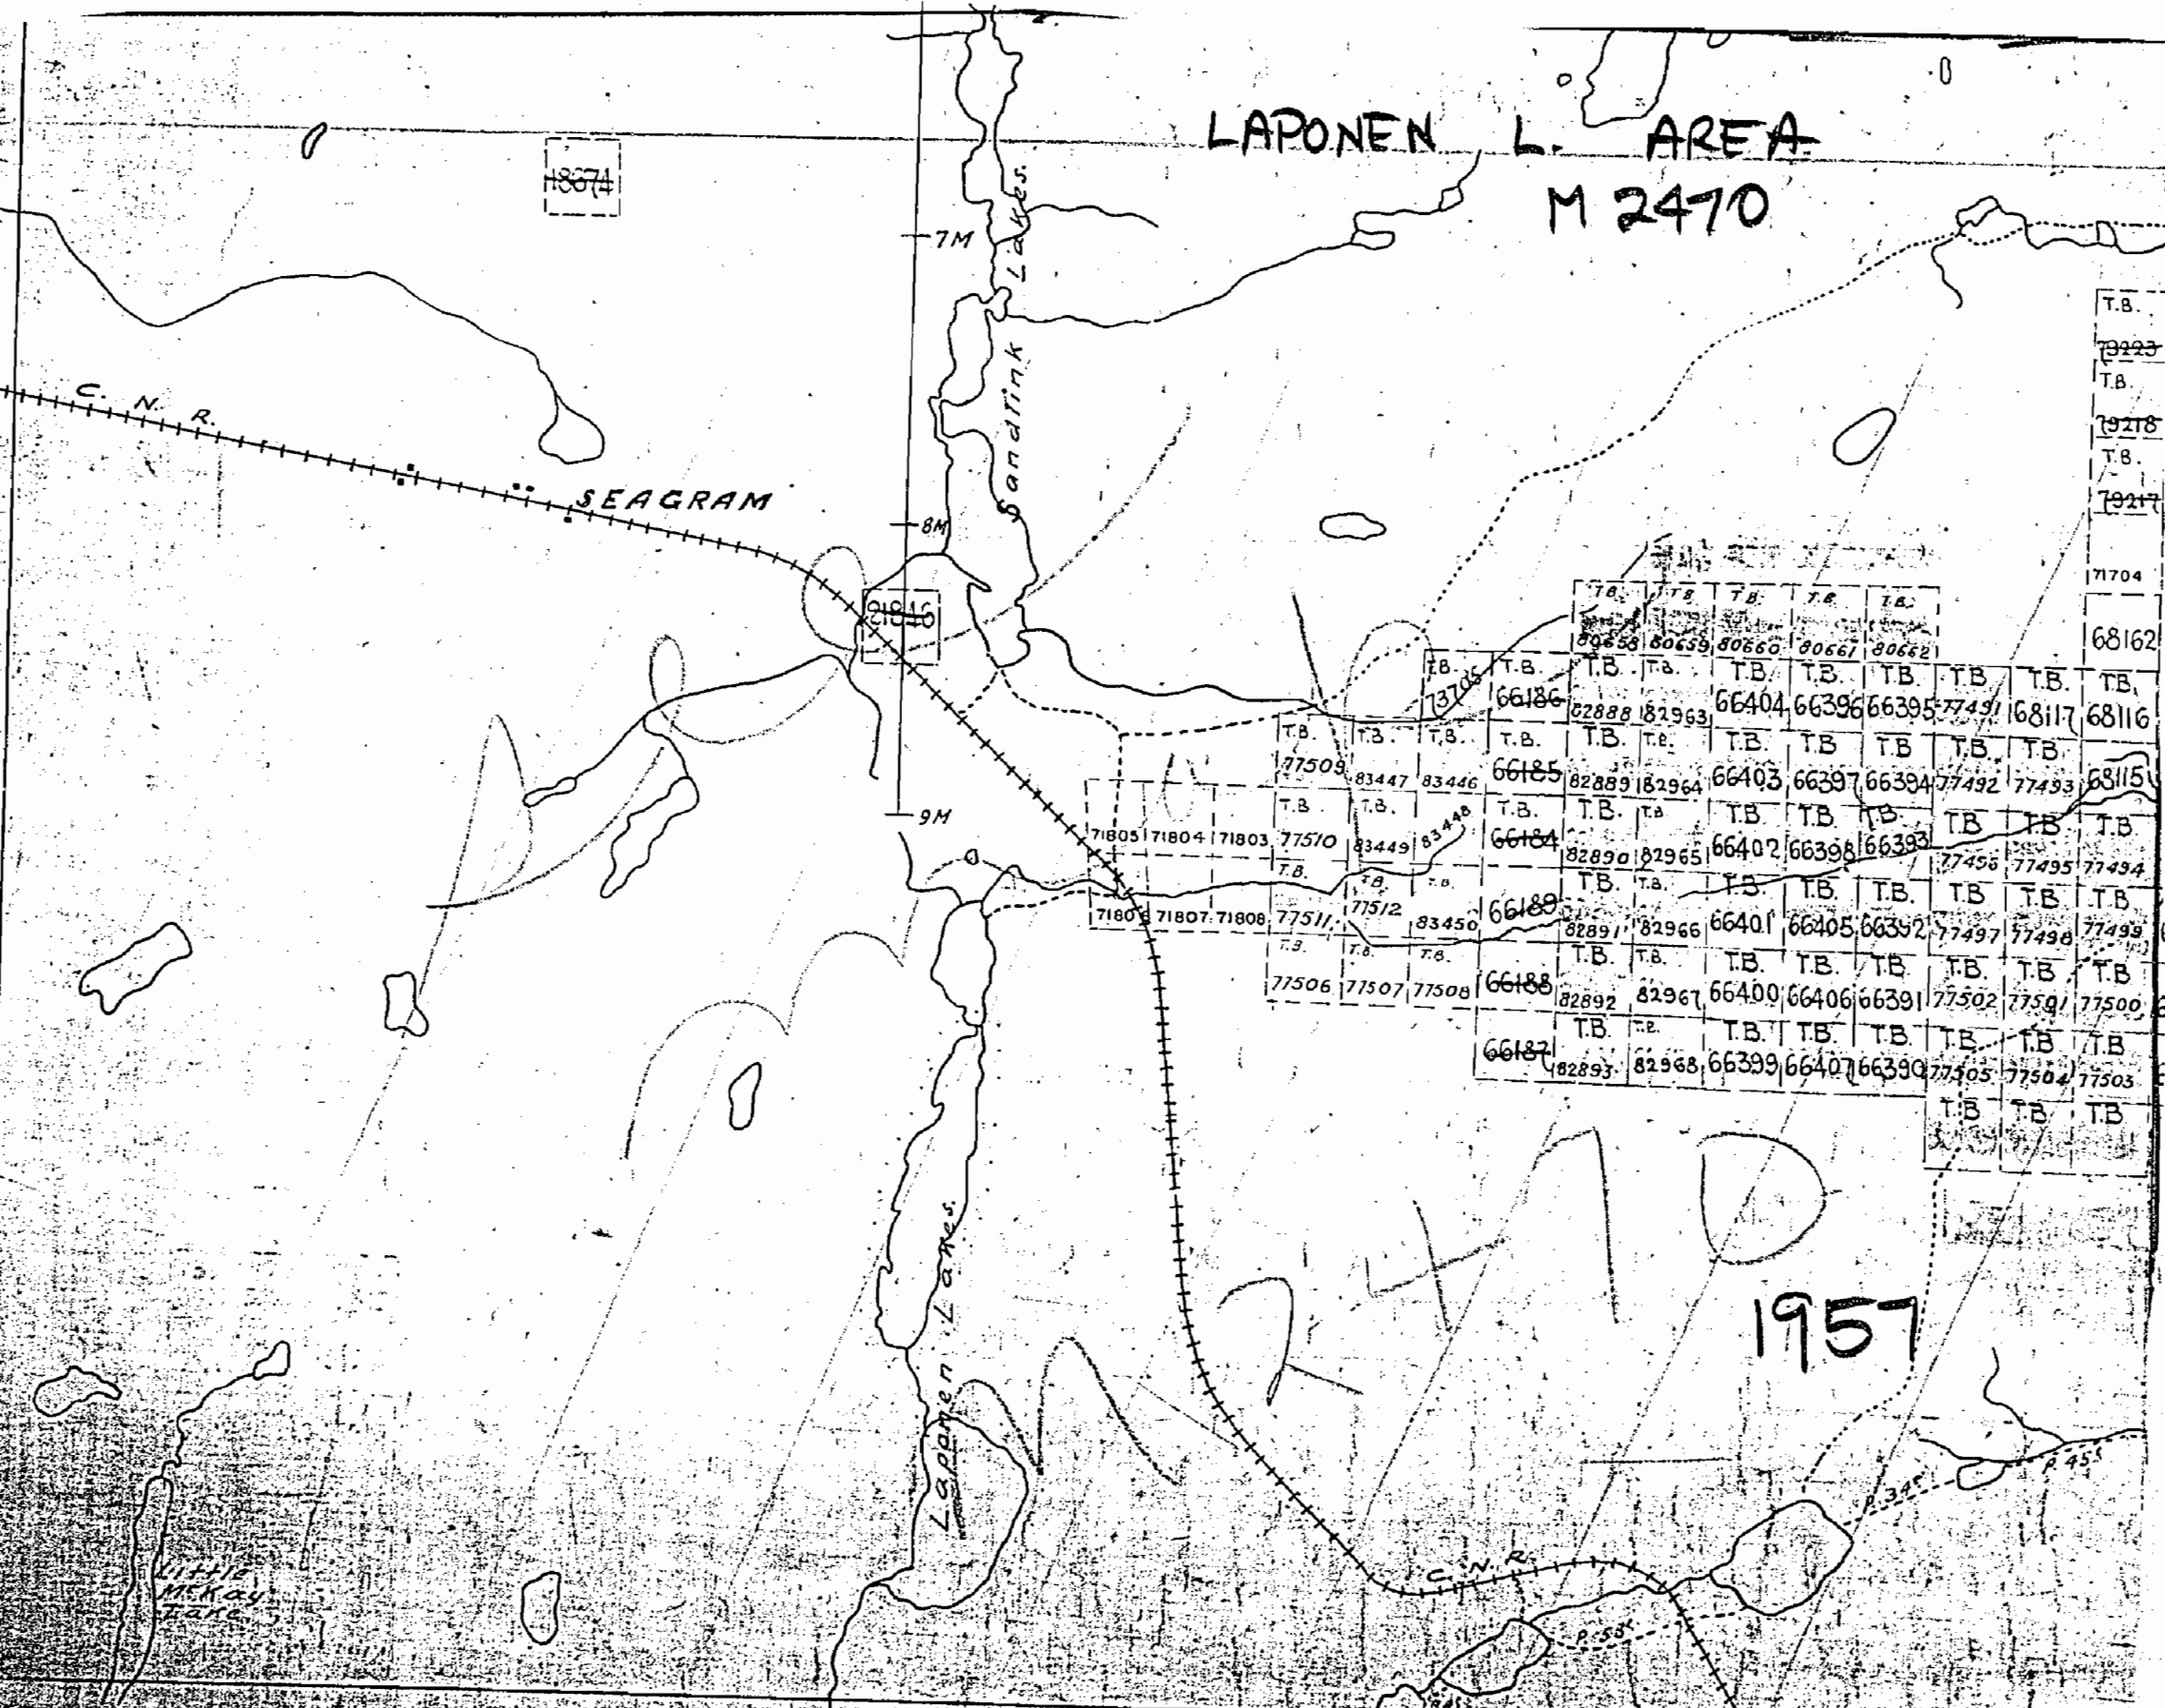 LAPONEN L. AREA
M 2470
18674
7M
Sandlink Lakes.
C. N. R.
SEAGRAM
8M
21846
9M
T.B.
79223
T.B.
79218
T.B.
79217
71704
68162
T.B. T.B. T.B. T.B. T.B.
80658 80659 80660 80661 80662
T.B. T.B. T.B. T.B. T.B. T.B. T.B. T.B. T.B. T.B.
73705 66186 82888 82963 66404 66396 66395 77491 68117 68116
T.B. T.B. T.B. T.B. T.B. T.B. T.B. T.B T.B T.B. T.B.
77509 83447 83446 66185 82889 82964 66403 66397 66394 77492 77493 68115
T.B. T.B. T.B. T.B. T.B T.B. T.B. T.B. T.B T.B T.B
71805 71804 71803 77510 83449 83448 66184 82890 82965 66402 66398 66393 77456 77495 77494
T.B. T.B. T.B. T.B. T.B. T.B. T.B. T.B. T.B T.B T.B
71806 71807 71808 77511 77512 83450 66189 82891 82966 66401 66405 66392 77497 77498 77499
T.B. T.B. T.B. T.B. T.B. T.B. T.B. T.B. T.B. T.B T.B
77506 77507 77508 66188 82892 82967 66400 66406 66391 77502 77501 77500
T.B. T.B. T.B. T.B. T.B. T.B. T.B T.B
66187 82893 82968 66399 66407 66390 77505 77504 77503
T.B T.B T.B
M 2470
1957
Laponen Lakes.
P. 45c
P. 34c
C. N. R.
P. 55c
Little
McKay
Lake